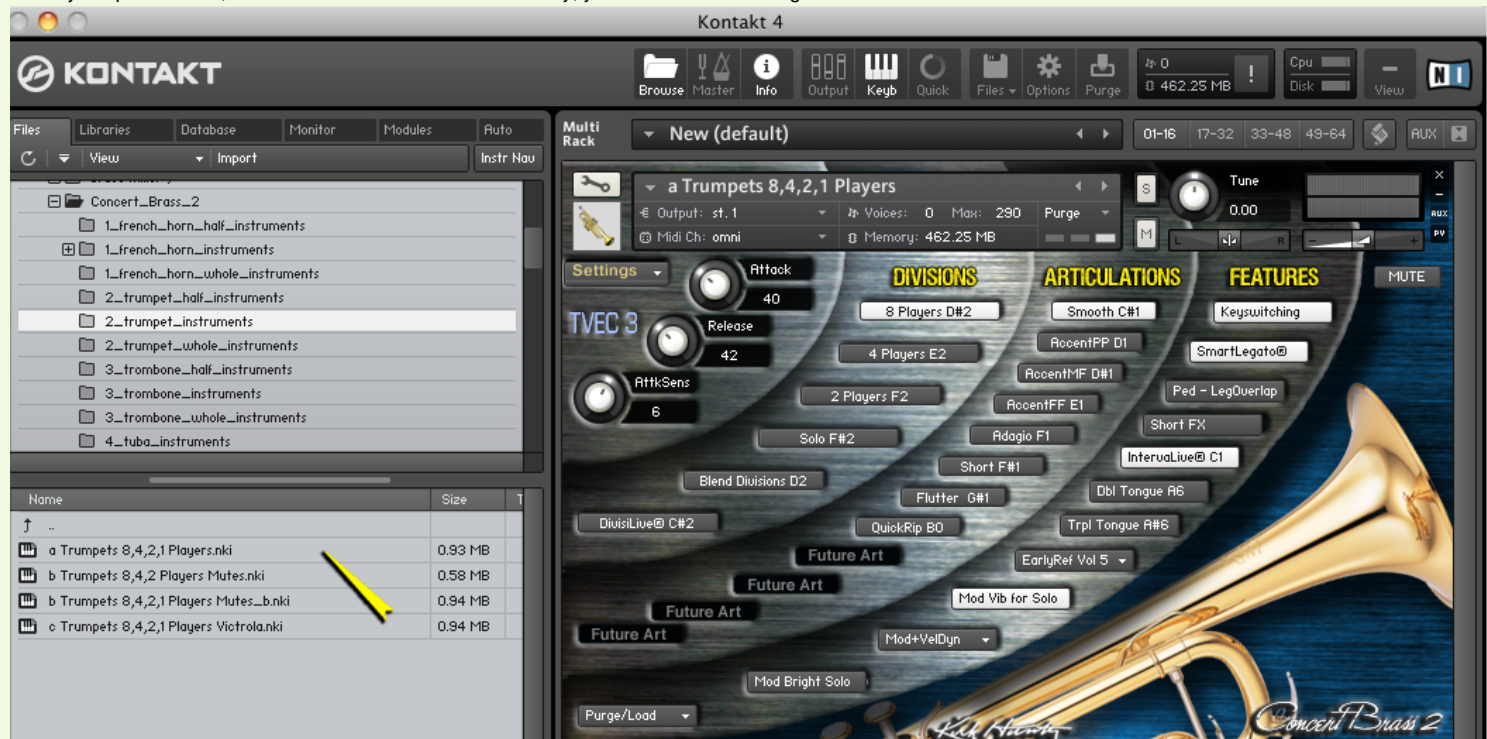 Kontakt 4
KONTAKT
Browse Master Info Output Keyb Quick Files Options Purge
0
462.25 MB
!
Cpu
Disk
View
NI
Files Libraries Database Monitor Modules Auto
View Import Instr Nav
Concert_Brass_2
1_french_horn_half_instruments
1_french_horn_instruments
1_french_horn_whole_instruments
2_trumpet_half_instruments
2_trumpet_instruments
2_trumpet_whole_instruments
3_trombone_half_instruments
3_trombone_instruments
3_trombone_whole_instruments
4_tuba_instruments
Name Size T
..
a Trumpets 8,4,2,1 Players.nki 0.93 MB
b Trumpets 8,4,2 Players Mutes.nki 0.58 MB
b Trumpets 8,4,2,1 Players Mutes_b.nki 0.94 MB
c Trumpets 8,4,2,1 Players Victrola.nki 0.94 MB
Multi Rack
New (default)
01-16 17-32 33-48 49-64 AUX
a Trumpets 8,4,2,1 Players
Output: st.1 Voices: 0 Max: 290 Purge
Midi Ch: omni Memory: 462.25 MB
S
M
Tune
0.00
L R
- +
×
-
AUX
PV
Settings
Attack
40
TVEC 3
Release
42
AttkSens
6
DIVISIONS
8 Players D#2
4 Players E2
2 Players F2
Solo F#2
Blend Divisions D2
DivisiLive® C#2
ARTICULATIONS
Smooth C#1
AccentPP D1
AccentMF D#1
AccentFF E1
Adagio F1
Short F#1
Flutter G#1
QuickRip B0
Future Art
Future Art
Future Art
Future Art
FEATURES
Keyswitching
SmartLegato®
Ped - LegOverlap
Short FX
IntervaLive® C1
Dbl Tongue A6
Trpl Tongue A#6
EarlyRef Vol 5
Mod Vib for Solo
Mod+VelDyn
Mod Bright Solo
Purge/Load
MUTE
Kirk Hunter
Concert Brass 2